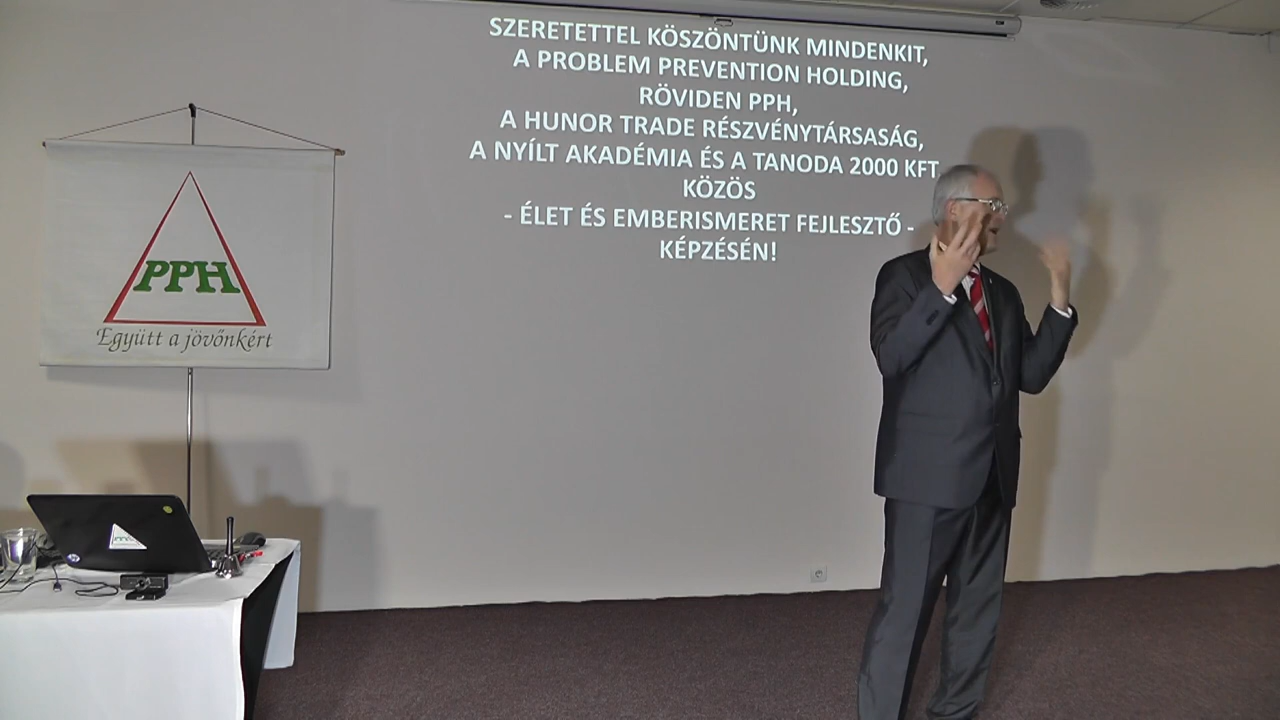 SZERETETTEL KÖSZÖNTÜNK MINDENKIT,
A PROBLEM PREVENTION HOLDING,
RÖVIDEN PPH,
A HUNOR TRADE RÉSZVÉNYTÁRSASÁG,
A NYÍLT AKADÉMIA ÉS A TANODA 2000 KFT
KÖZÖS
- ÉLET ÉS EMBERISMERET FEJLESZTŐ -
KÉPZÉSÉN!
PPH
Együtt a jövőnkért
PPH